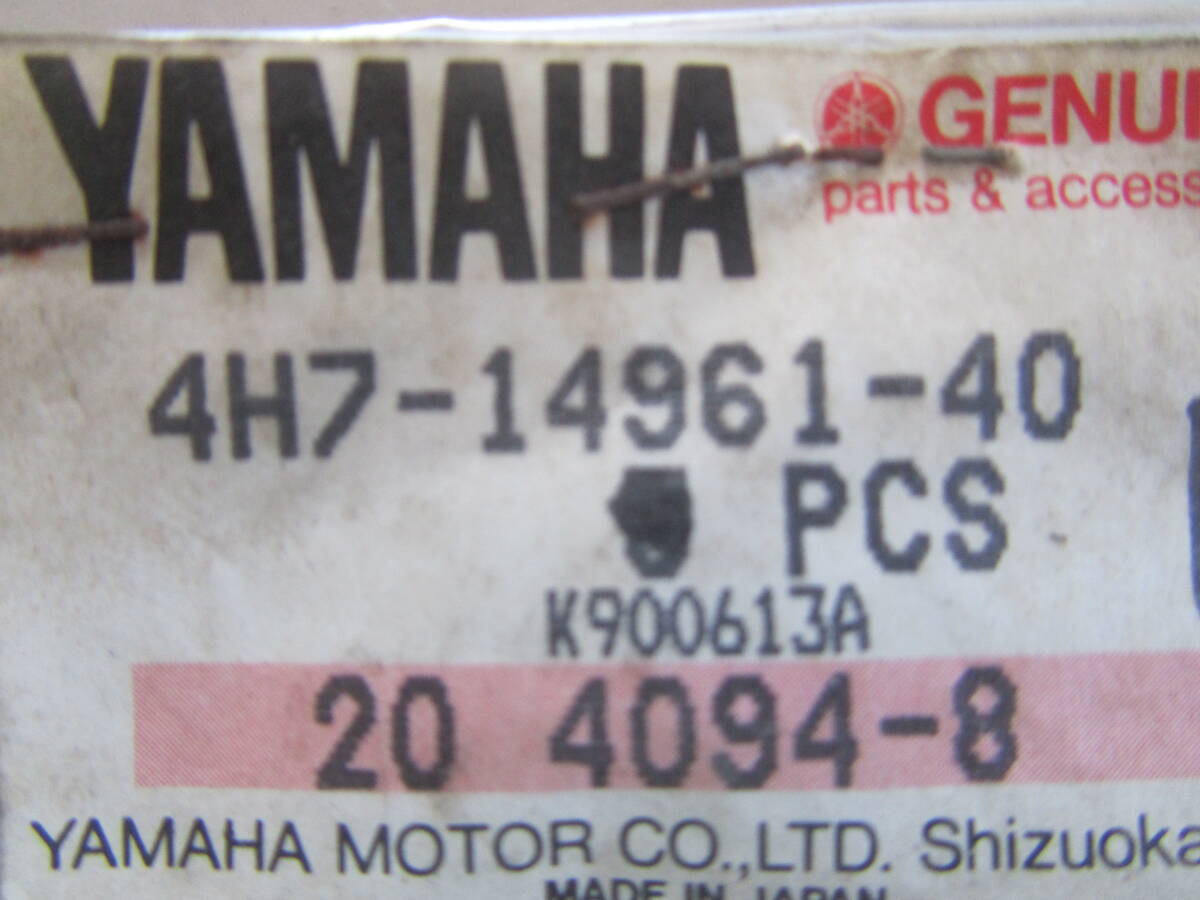 YAMAHA GENUI
parts & access
4H7-14961-40
PCS
K900613A
20 4094-8
YAMAHA MOTOR CO.,LTD. Shizuoka
MADE IN JAPAN